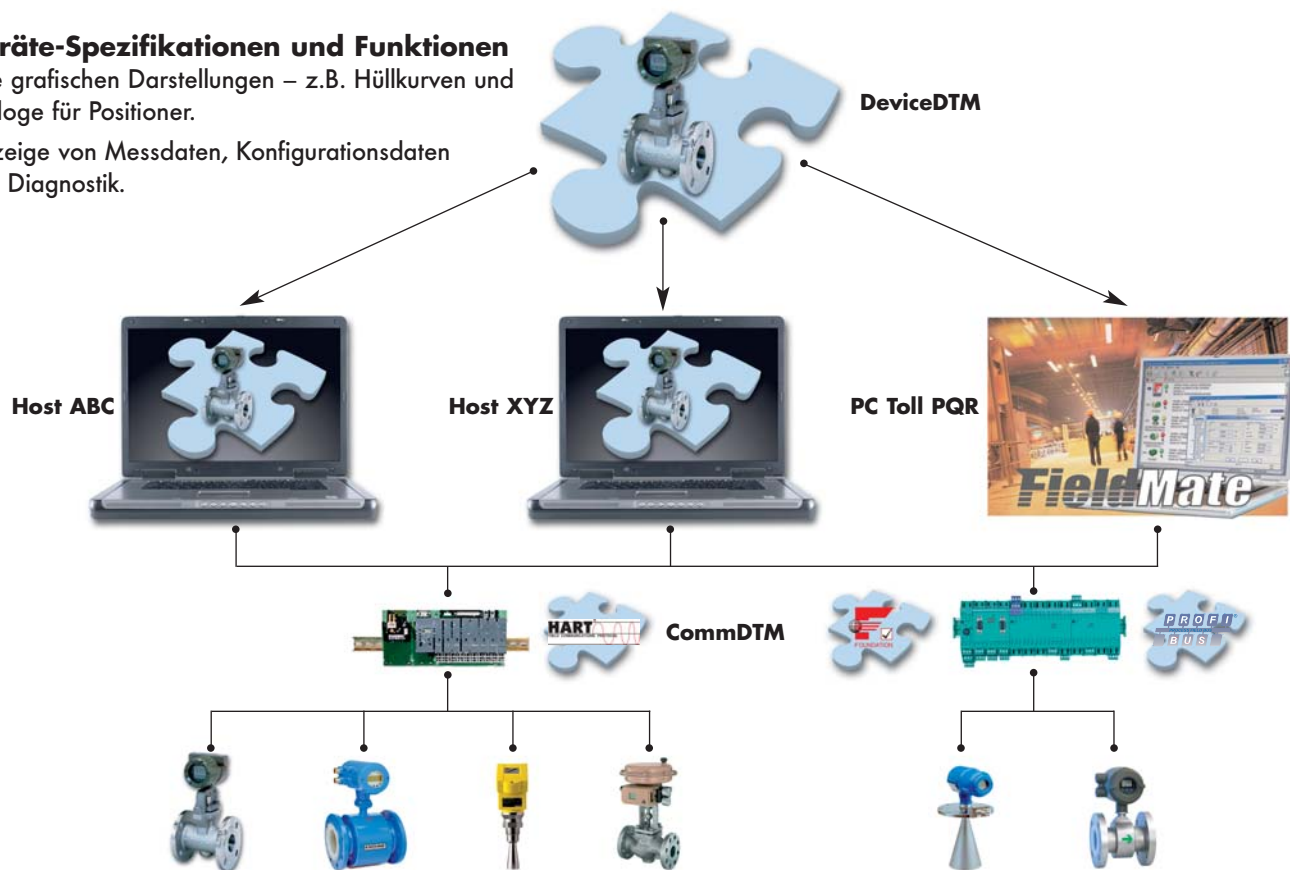 räte-Spezifikationen und Funktionen
e grafischen Darstellungen – z.B. Hüllkurven und
loge für Positioner.
zeige von Messdaten, Konfigurationsdaten
Diagnostik.
DeviceDTM
Host ABC
Host XYZ
PC Toll PQR
FieldMate
HART
CommDTM
FOUNDATION
PROFI
BUS